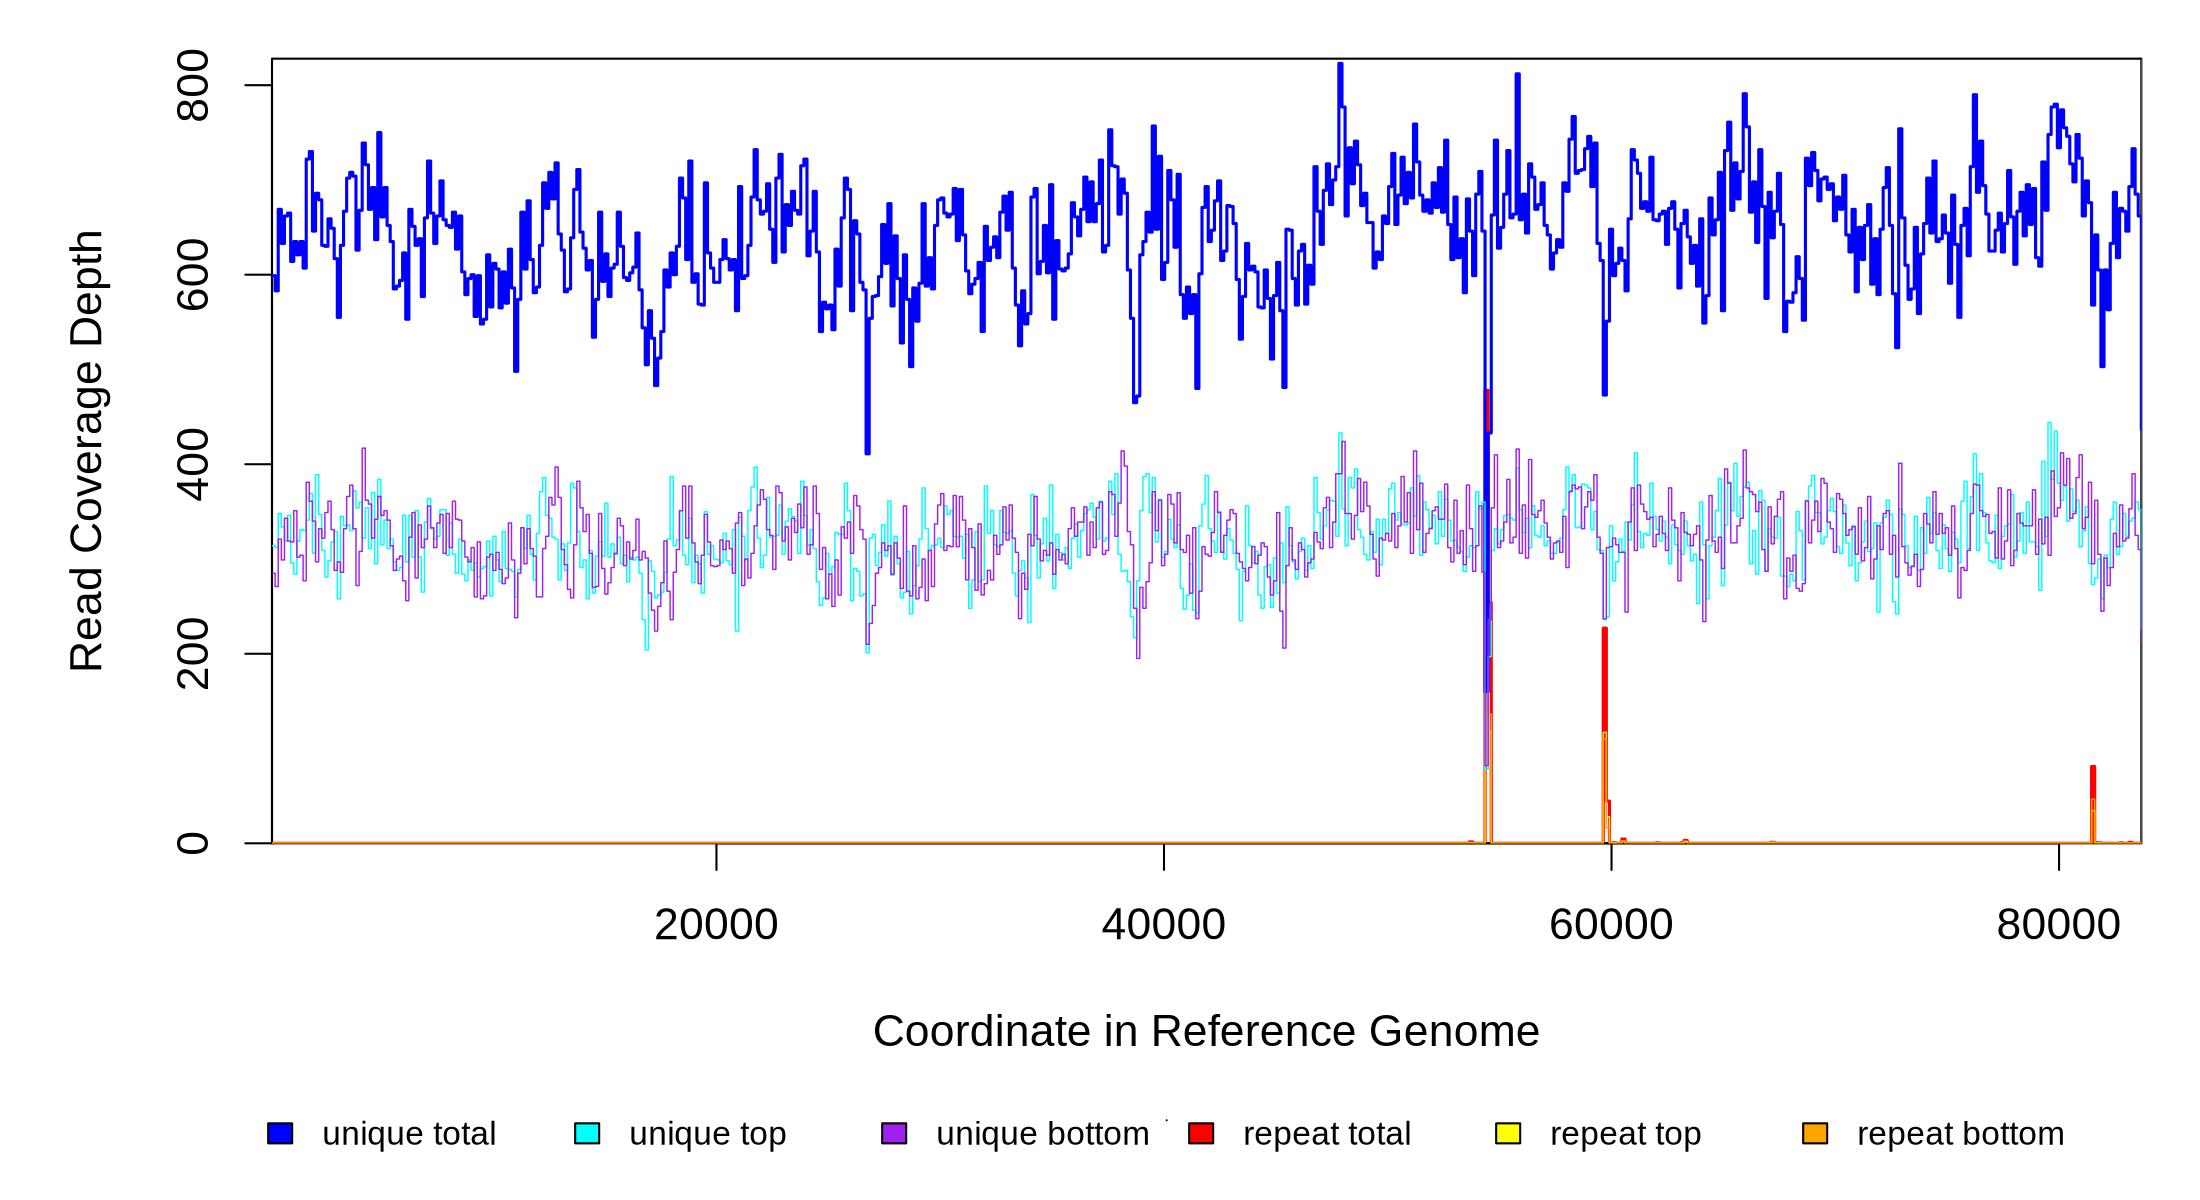 Read Coverage Depth
800
600
400
200
0
20000 40000 60000 80000
Coordinate in Reference Genome
unique total unique top unique bottom repeat total repeat top repeat bottom